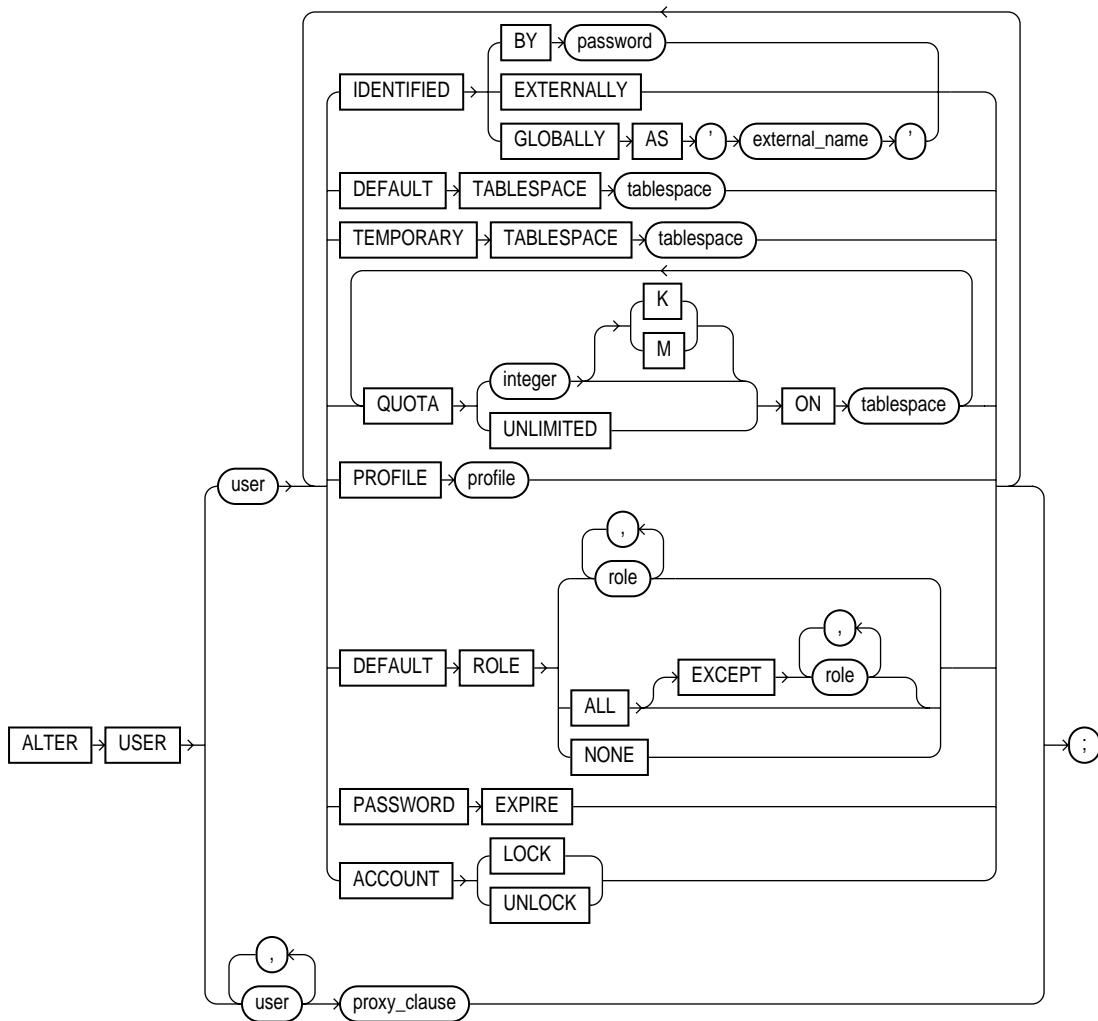 BY password
IDENTIFIED EXTERNALLY
GLOBALLY AS ' external_name '
DEFAULT TABLESPACE tablespace
TEMPORARY TABLESPACE tablespace
K
M
integer
QUOTA ON tablespace
UNLIMITED
user PROFILE profile
,
role
,
DEFAULT ROLE EXCEPT role
ALL
ALTER USER ;
NONE
PASSWORD EXPIRE
LOCK
ACCOUNT
UNLOCK
,
user proxy_clause